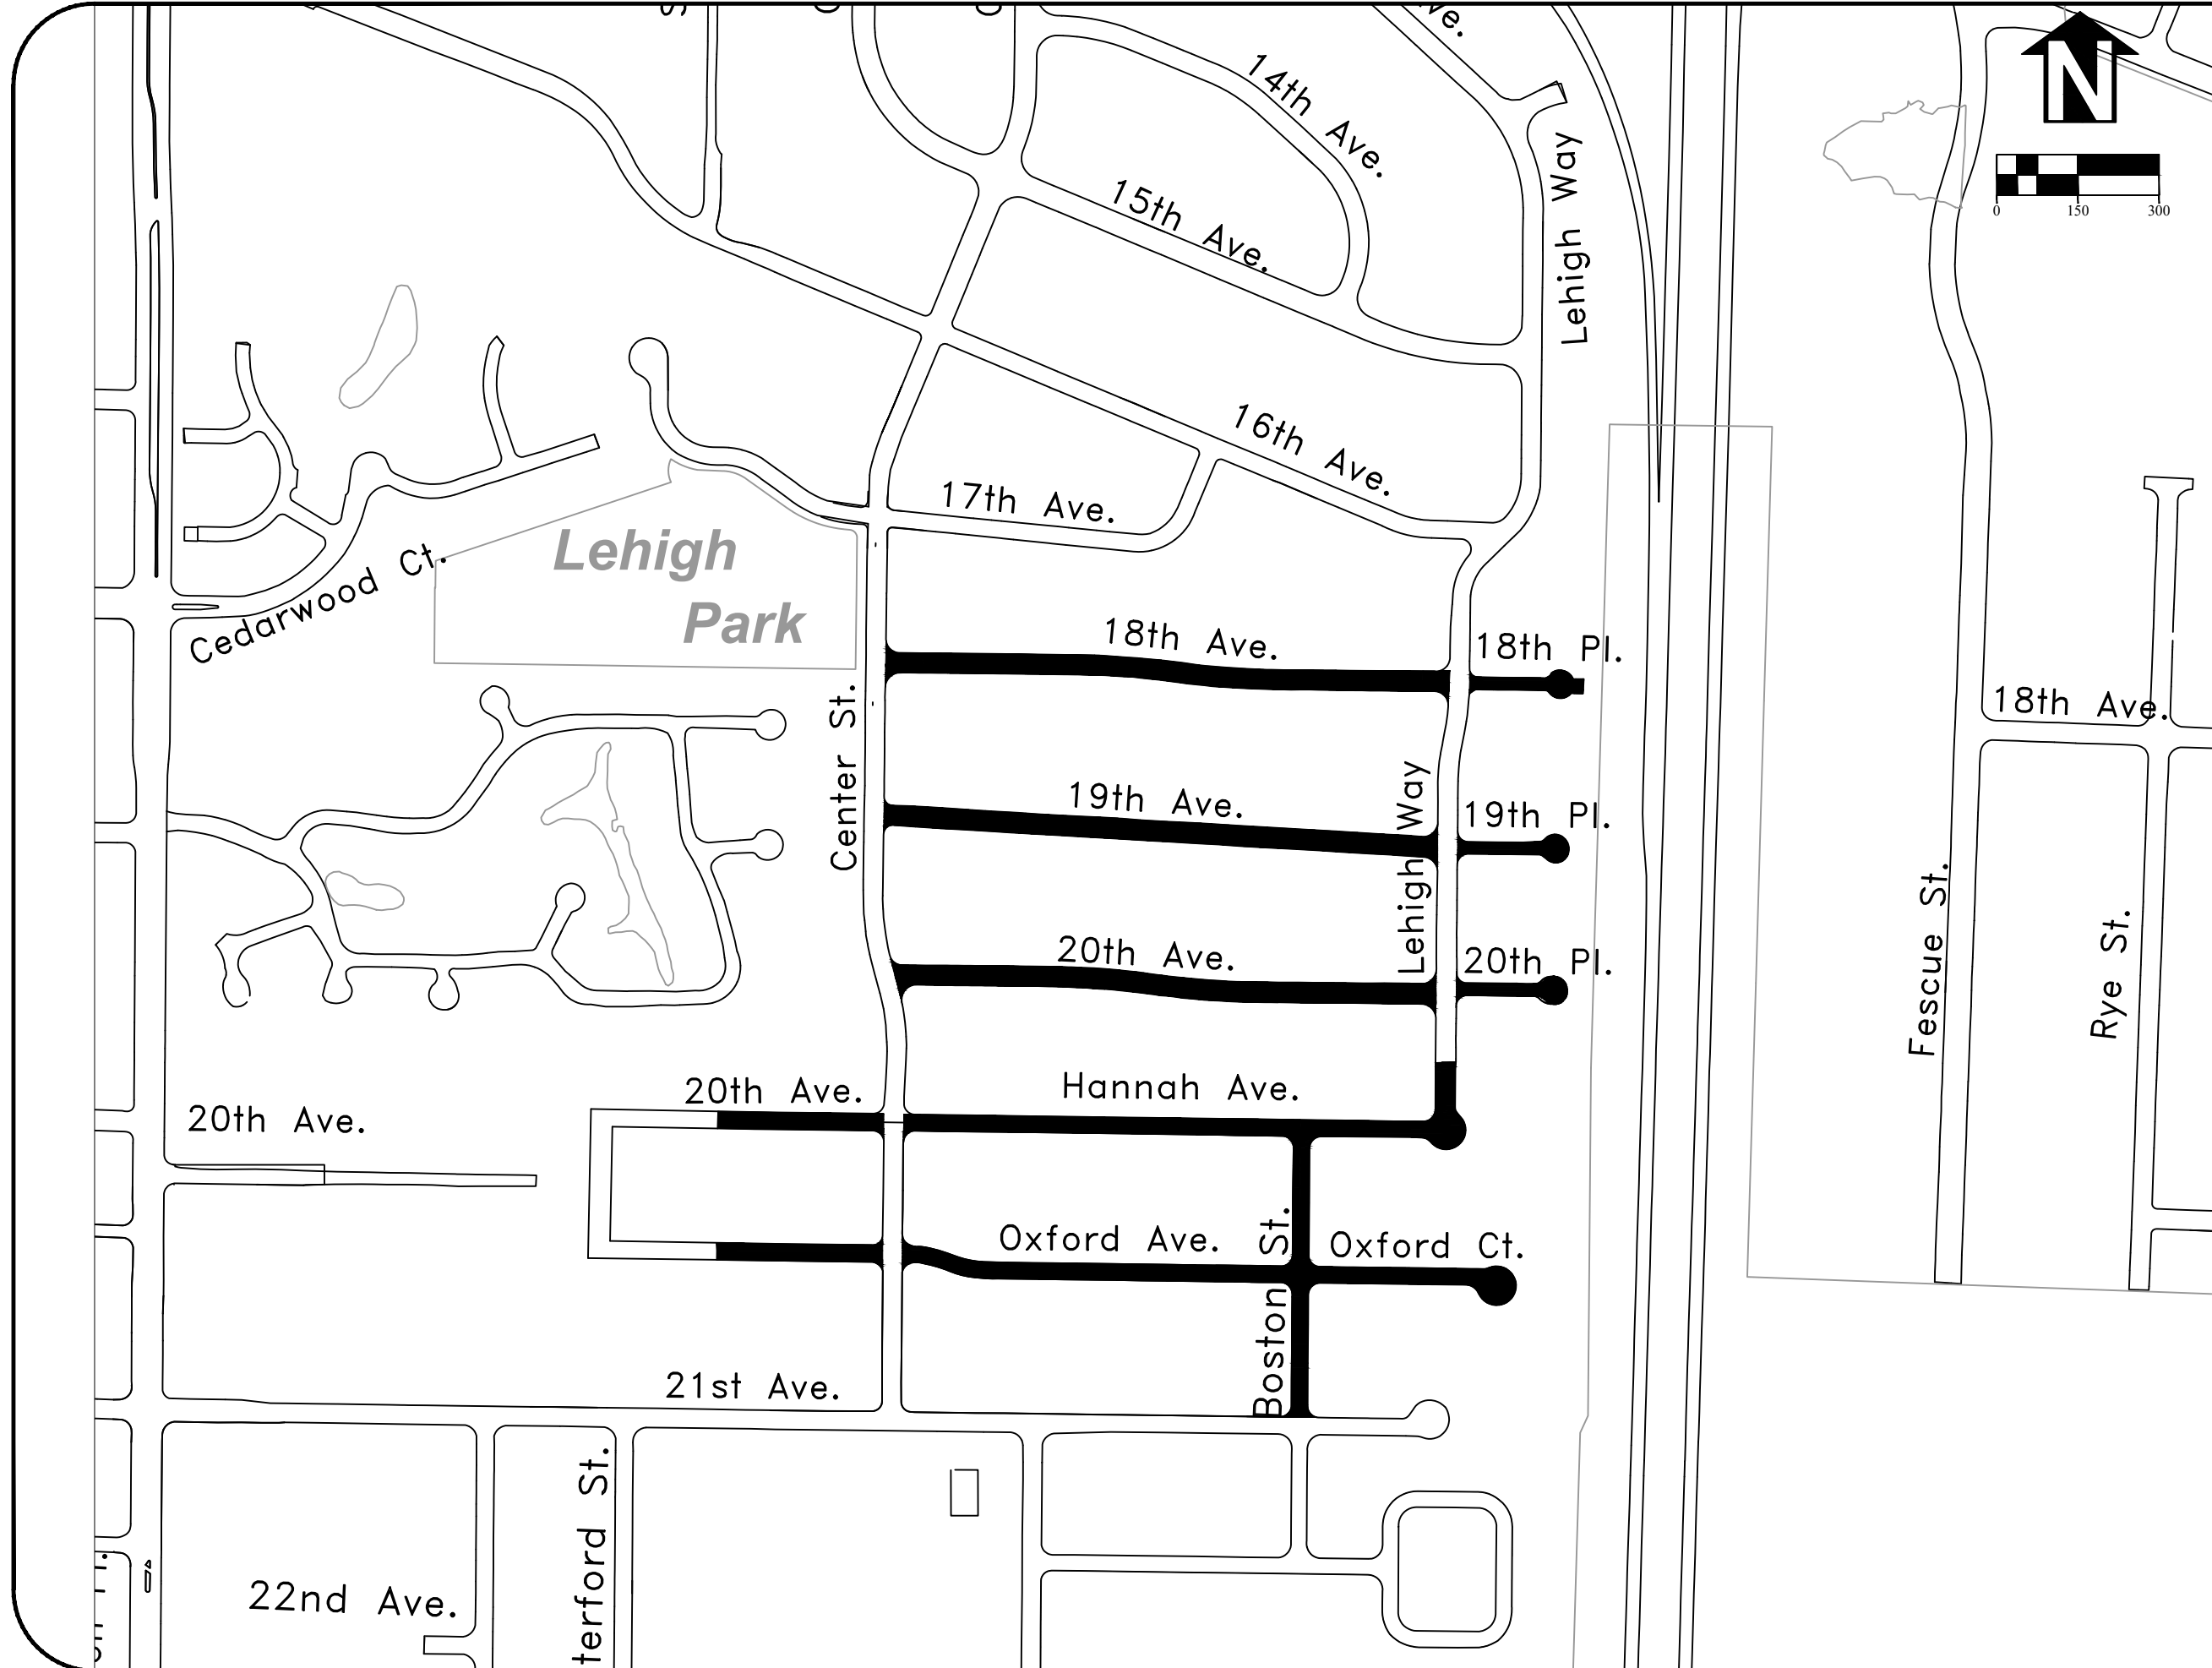 14th Ave.
Lehigh Way
15th Ave.
N
0 150 300
16th Ave.
17th Ave.
Lehigh
Park
Cedarwood Ct.
18th Ave.
18th Pl.
18th Ave.
Center St.
19th Ave.
Lehigh Way
19th Pl.
20th Ave.
20th Pl.
Fescue St.
Rye St.
20th Ave.
Hannah Ave.
20th Ave.
Oxford Ave.
Boston St.
Oxford Ct.
21st Ave.
22nd Ave.
terford St.